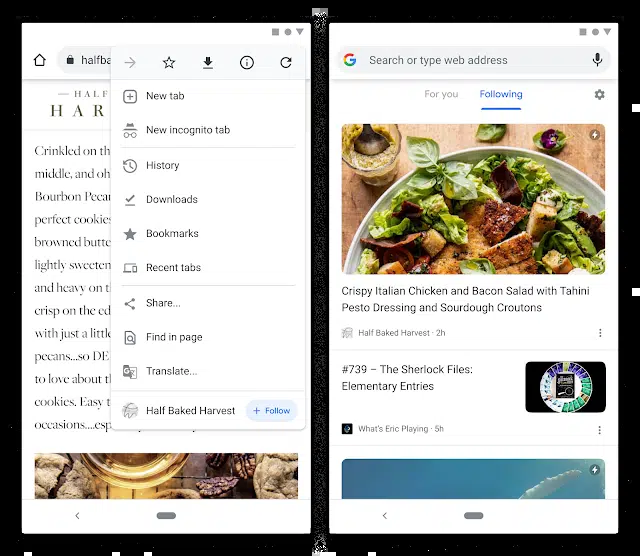 halfba
New tab
New incognito tab
History
Downloads
Bookmarks
Recent tabs
Share...
Find in page
Translate...
Half Baked Harvest
+ Follow
HALF
HAR
Crinkled on th
middle, and oh
Bourbon Pecan
perfect cookies
browned butte
lightly sweeten
and heavy on t
crisp on the ed
with just a little
pecans...so DE
to love about th
cookies. Easy t
occasions...esp
Search or type web address
For you
Following
Crispy Italian Chicken and Bacon Salad with Tahini
Pesto Dressing and Sourdough Croutons
Half Baked Harvest · 2h
#739 – The Sherlock Files:
Elementary Entries
What's Eric Playing · 5h